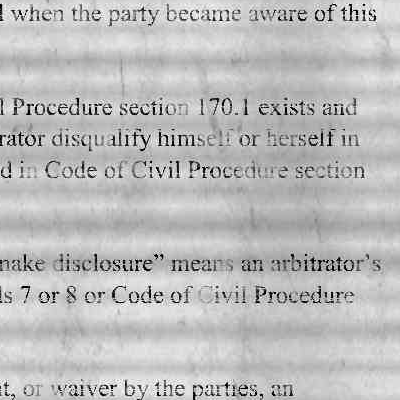 when the party became aware of this
Procedure section 170.1 exists and
rator disqualify himself or herself in
d in Code of Civil Procedure section
make disclosure” means an arbitrator’s
ls 7 or 8 or Code of Civil Procedure
t, or waiver by the parties, an